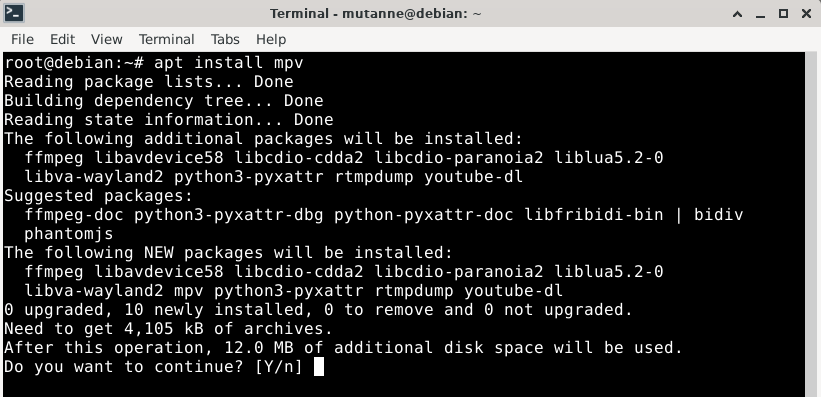 Terminal - mutanne@debian: ~
File Edit View Terminal Tabs Help
root@debian:~# apt install mpv
Reading package lists... Done
Building dependency tree... Done
Reading state information... Done
The following additional packages will be installed:
  ffmpeg libavdevice58 libcdio-cdda2 libcdio-paranoia2 liblua5.2-0
  libva-wayland2 python3-pyxattr rtmpdump youtube-dl
Suggested packages:
  ffmpeg-doc python3-pyxattr-dbg python-pyxattr-doc libfribidi-bin | bidiv
  phantomjs
The following NEW packages will be installed:
  ffmpeg libavdevice58 libcdio-cdda2 libcdio-paranoia2 liblua5.2-0
  libva-wayland2 mpv python3-pyxattr rtmpdump youtube-dl
0 upgraded, 10 newly installed, 0 to remove and 0 not upgraded.
Need to get 4,105 kB of archives.
After this operation, 12.0 MB of additional disk space will be used.
Do you want to continue? [Y/n]